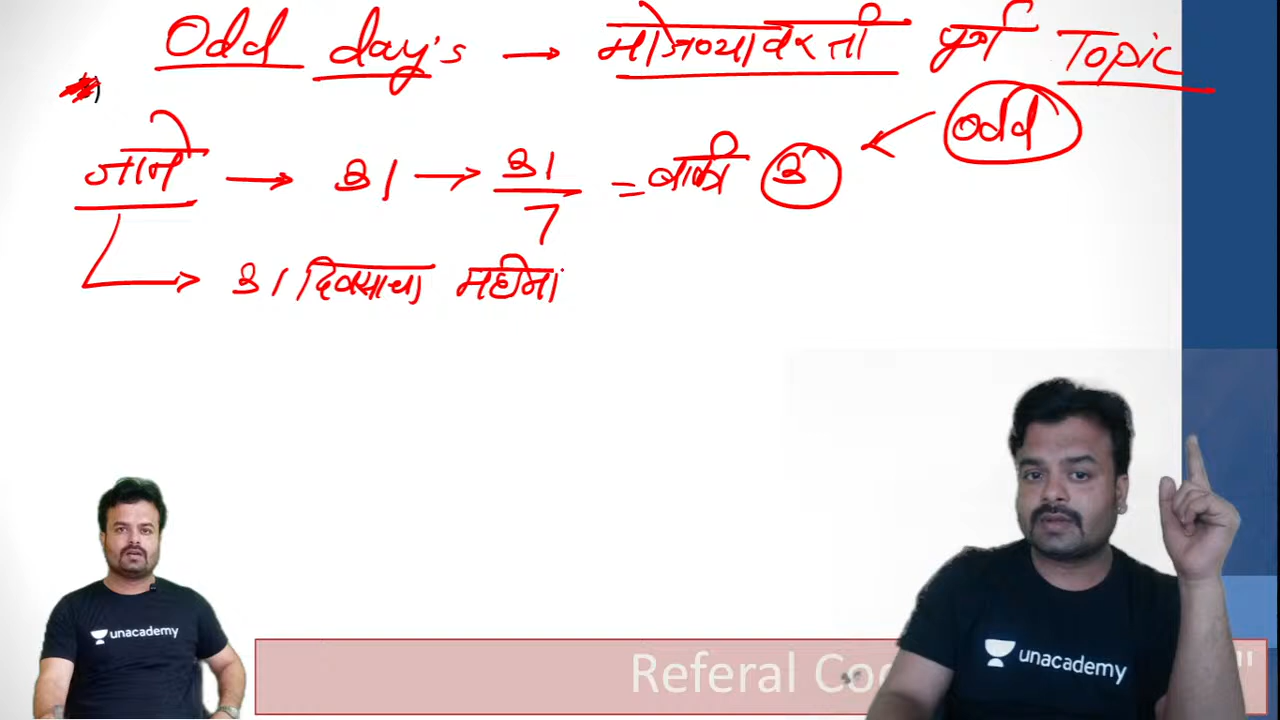 Odd day's → मोजण्यावरती पूर्ण Topic
odd
जाने → 31 → 31/7 = बाकी 3
31 दिवसाचा महीना
unacademy
unacademy
Referal Co
"